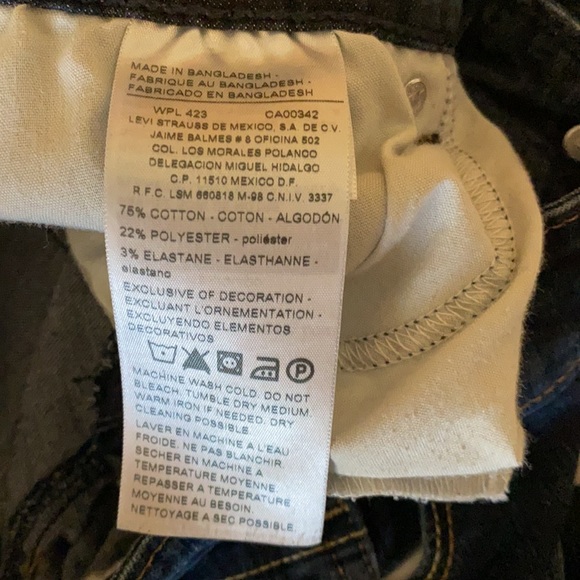 MADE IN BANGLADESH -
FABRIQUE AU BANGLADESH -
FABRICADO EN BANGLADESH
WPL 423 CA00342
LEVI STRAUSS DE MEXICO, S.A. DE C.V.
JAIME BALMES # 8 OFICINA 502
COL. LOS MORALES POLANCO
DELEGACION MIGUEL HIDALGO
C.P. 11510 MEXICO D.F.
R.F.C. LSM 660818 M-98 C.N.I.V. 3337
75% COTTON - COTON - ALGODÓN
22% POLYESTER - poliéster
3% ELASTANE - ELASTHANNE -
elastano
EXCLUSIVE OF DECORATION -
EXCLUANT L'ORNEMENTATION -
EXCLUYENDO ELEMENTOS
DECORATIVOS
P
MACHINE WASH COLD. DO NOT
BLEACH. TUMBLE DRY MEDIUM.
WARM IRON IF NEEDED. DRY
CLEANING POSSIBLE.
LAVER EN MACHINE A L'EAU
FROIDE. NE PAS BLANCHIR.
SECHER EN MACHINE A
TEMPERATURE MOYENNE.
REPASSER A TEMPERATURE
MOYENNE AU BESOIN.
NETTOYAGE A SEC POSSIBLE.